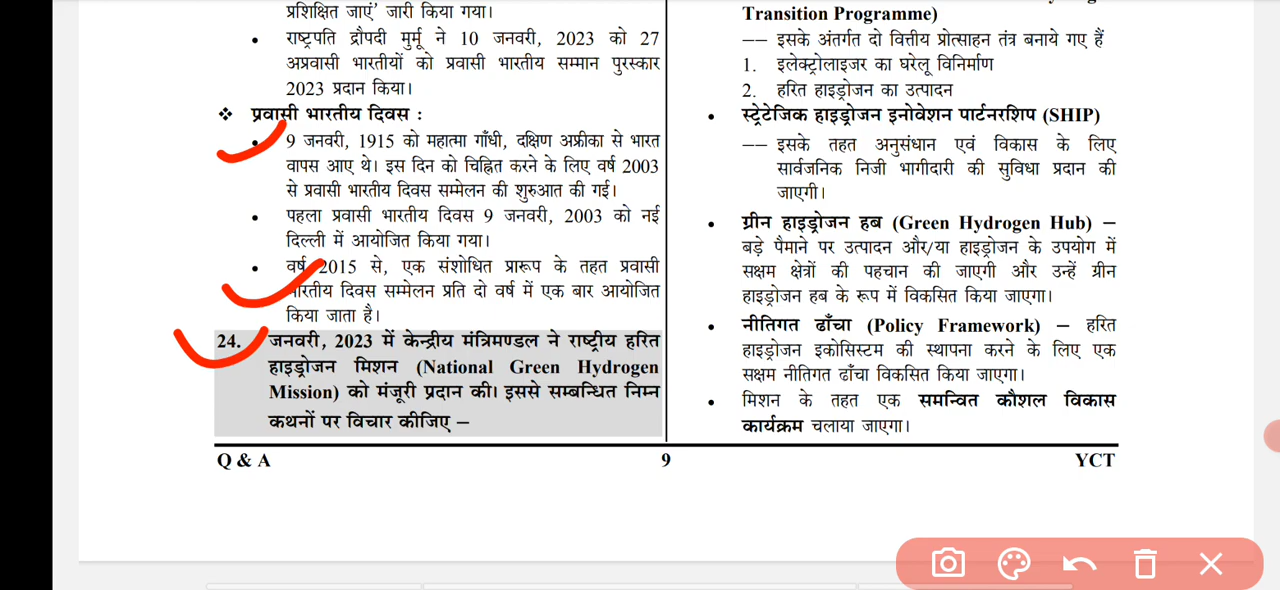 प्रशिक्षित जाएं' जारी किया गया।
• राष्ट्रपति द्रौपदी मुर्मू ने 10 जनवरी, 2023 को 27
अप्रवासी भारतीयों को प्रवासी भारतीय सम्मान पुरस्कार
2023 प्रदान किया।
❖ प्रवासी भारतीय दिवस :
• 9 जनवरी, 1915 को महात्मा गाँधी, दक्षिण अफ्रीका से भारत
वापस आए थे। इस दिन को चिह्नित करने के लिए वर्ष 2003
से प्रवासी भारतीय दिवस सम्मेलन की शुरुआत की गई।
• पहला प्रवासी भारतीय दिवस 9 जनवरी, 2003 को नई
दिल्ली में आयोजित किया गया।
• वर्ष 2015 से, एक संशोधित प्रारूप के तहत प्रवासी
भारतीय दिवस सम्मेलन प्रति दो वर्ष में एक बार आयोजित
किया जाता है।
24. जनवरी, 2023 में केन्द्रीय मंत्रिमण्डल ने राष्ट्रीय हरित
हाइड्रोजन मिशन (National Green Hydrogen
Mission) को मंजूरी प्रदान की। इससे सम्बन्धित निम्न
कथनों पर विचार कीजिए –
Transition Programme)
–– इसके अंतर्गत दो वित्तीय प्रोत्साहन तंत्र बनाये गए हैं
1. इलेक्ट्रोलाइजर का घरेलू विनिर्माण
2. हरित हाइड्रोजन का उत्पादन
• स्ट्रेटेजिक हाइड्रोजन इनोवेशन पार्टनरशिप (SHIP)
–– इसके तहत अनुसंधान एवं विकास के लिए
सार्वजनिक निजी भागीदारी की सुविधा प्रदान की
जाएगी।
• ग्रीन हाइड्रोजन हब (Green Hydrogen Hub) –
बड़े पैमाने पर उत्पादन और/या हाइड्रोजन के उपयोग में
सक्षम क्षेत्रों की पहचान की जाएगी और उन्हें ग्रीन
हाइड्रोजन हब के रूप में विकसित किया जाएगा।
• नीतिगत ढाँचा (Policy Framework) – हरित
हाइड्रोजन इकोसिस्टम की स्थापना करने के लिए एक
सक्षम नीतिगत ढाँचा विकसित किया जाएगा।
• मिशन के तहत एक समन्वित कौशल विकास
कार्यक्रम चलाया जाएगा।
Q & A 9 YCT